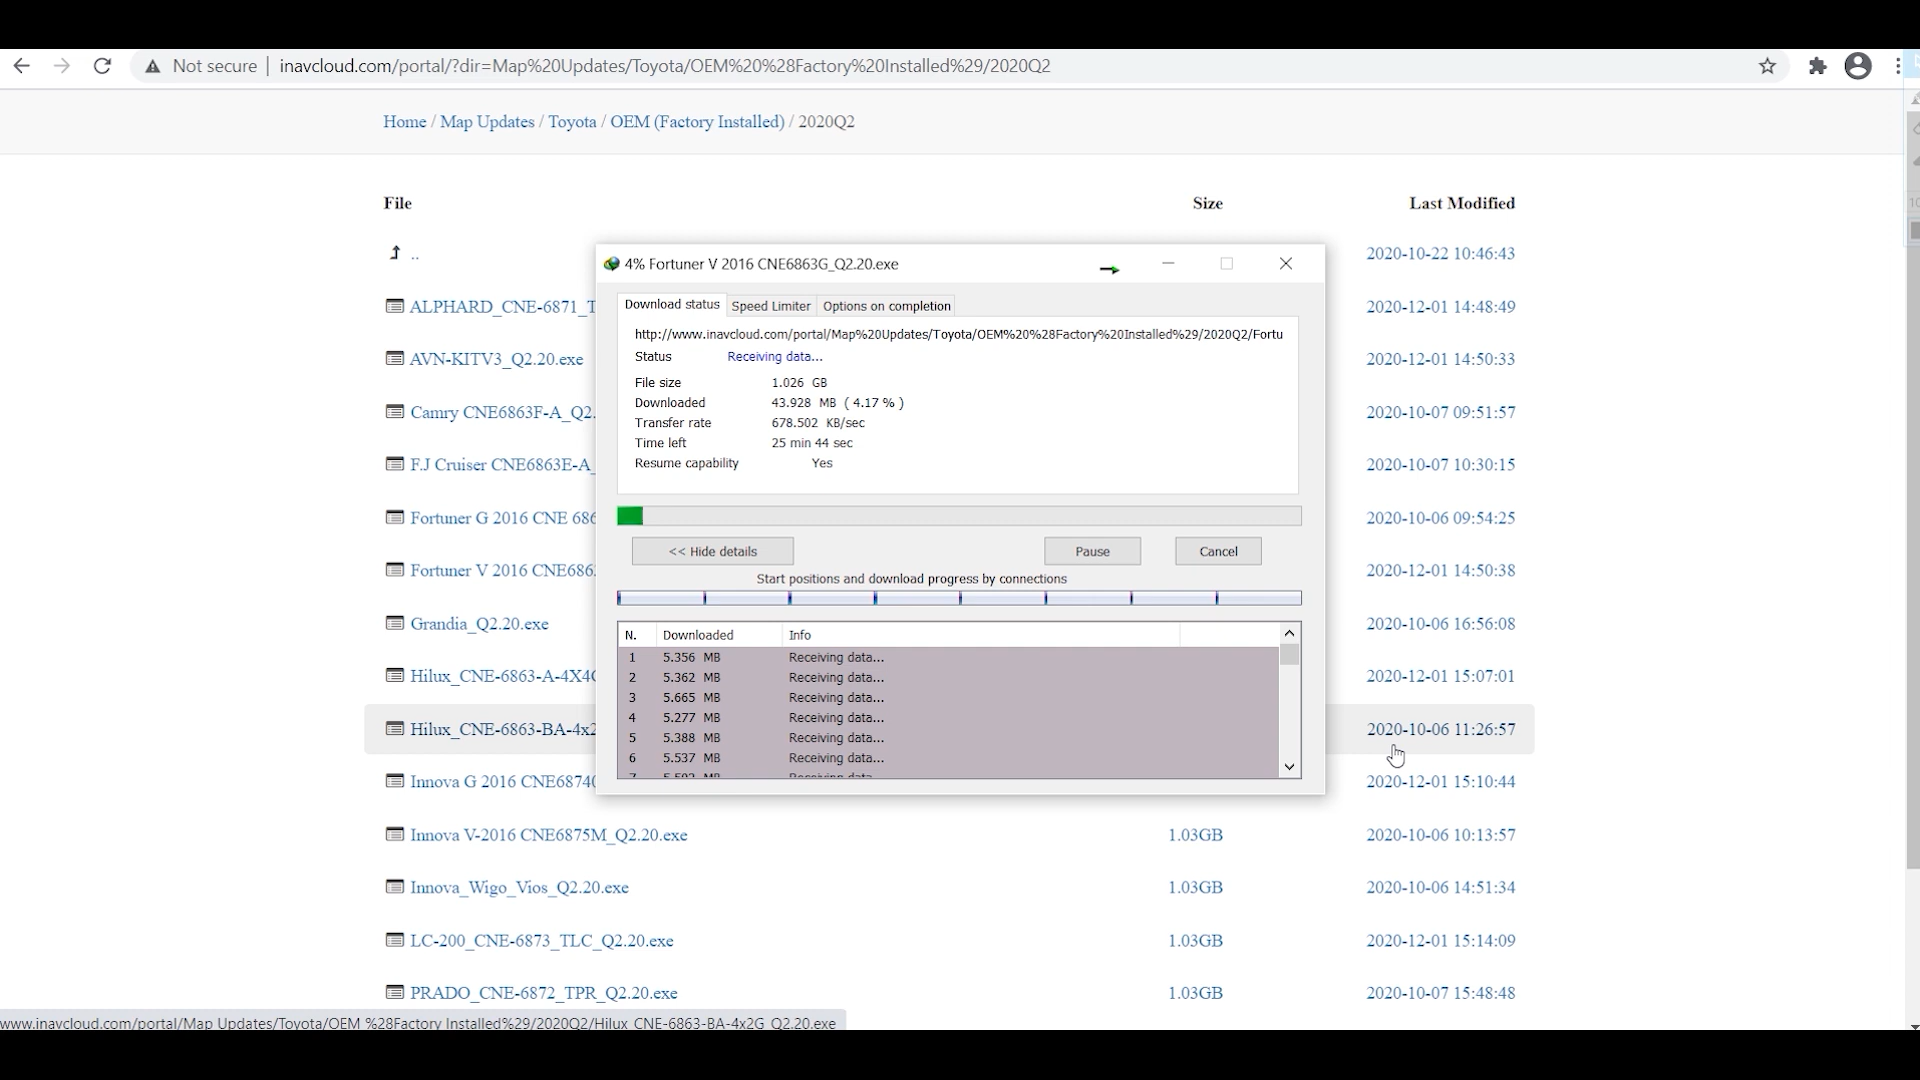 Not secure | inavcloud.com/portal/?dir=Map%20Updates/Toyota/OEM%20%28Factory%20Installed%29/2020Q2
Home / Map Updates / Toyota / OEM (Factory Installed) / 2020Q2
File Size Last Modified
.. 2020-10-22 10:46:43
ALPHARD_CNE-6871_T 2020-12-01 14:48:49
AVN-KITV3_Q2.20.exe 2020-12-01 14:50:33
Camry CNE6863F-A_Q2. 2020-10-07 09:51:57
FJ Cruiser CNE6863E-A_ 2020-10-07 10:30:15
Fortuner G 2016 CNE 686 2020-10-06 09:54:25
Fortuner V 2016 CNE686 2020-12-01 14:50:38
Grandia_Q2.20.exe 2020-10-06 16:56:08
Hilux_CNE-6863-A-4X4 2020-12-01 15:07:01
Hilux_CNE-6863-BA-4x2 2020-10-06 11:26:57
Innova G 2016 CNE6874 2020-12-01 15:10:44
Innova V-2016 CNE6875M_Q2.20.exe 1.03GB 2020-10-06 10:13:57
Innova_Wigo_Vios_Q2.20.exe 1.03GB 2020-10-06 14:51:34
LC-200_CNE-6873_TLC_Q2.20.exe 1.03GB 2020-12-01 15:14:09
PRADO_CNE-6872_TPR_Q2.20.exe 1.03GB 2020-10-07 15:48:48
4% Fortuner V 2016 CNE6863G_Q2.20.exe
Download status Speed Limiter Options on completion
http://www.inavcloud.com/portal/Map%20Updates/Toyota/OEM%20%28Factory%20Installed%29/2020Q2/Fortu
Status Receiving data...
File size 1.026 GB
Downloaded 43.928 MB ( 4.17 % )
Transfer rate 678.502 KB/sec
Time left 25 min 44 sec
Resume capability Yes
<< Hide details Pause Cancel
Start positions and download progress by connections
N. Downloaded Info
1 5.356 MB Receiving data...
2 5.362 MB Receiving data...
3 5.665 MB Receiving data...
4 5.277 MB Receiving data...
5 5.388 MB Receiving data...
6 5.537 MB Receiving data...
www.inavcloud.com/portal/Map Updates/Toyota/OEM %28Factory Installed%29/2020Q2/Hilux_CNE-6863-BA-4x2G_Q2.20.exe